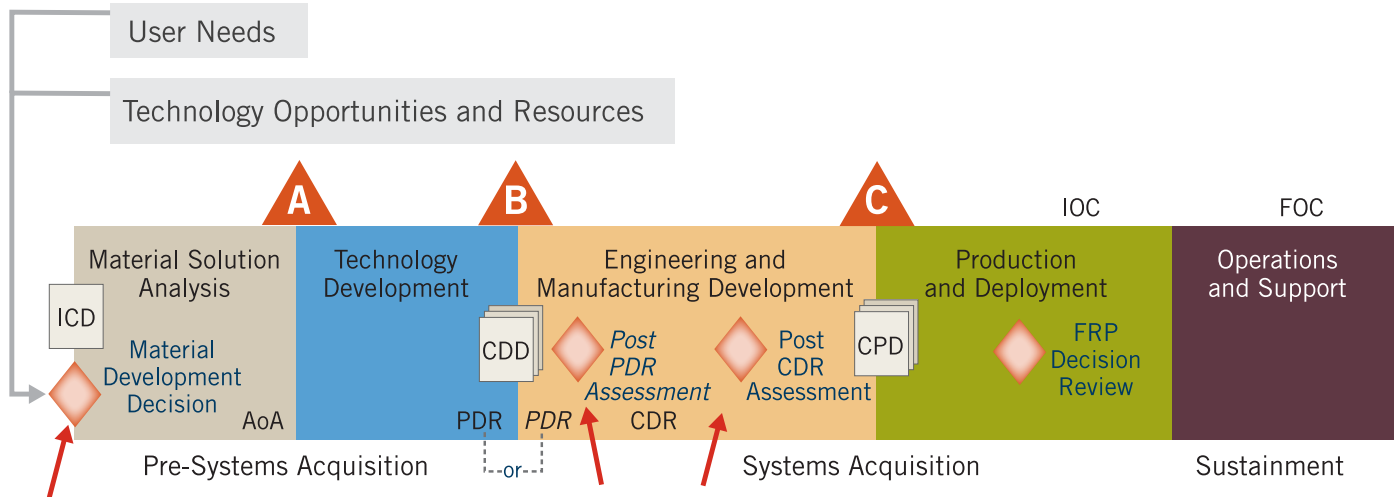 User Needs
Technology Opportunities and Resources
A
B
C
IOC
FOC
Material Solution
Analysis
Technology
Development
Engineering and
Manufacturing Development
Production
and Deployment
Operations
and Support
ICD
Material
Development
Decision
AoA
CDD
PDR
PDR
or
Post
PDR
Assessment
CDR
Post
CDR
Assessment
CPD
FRP
Decision
Review
Pre-Systems Acquisition
Systems Acquisition
Sustainment